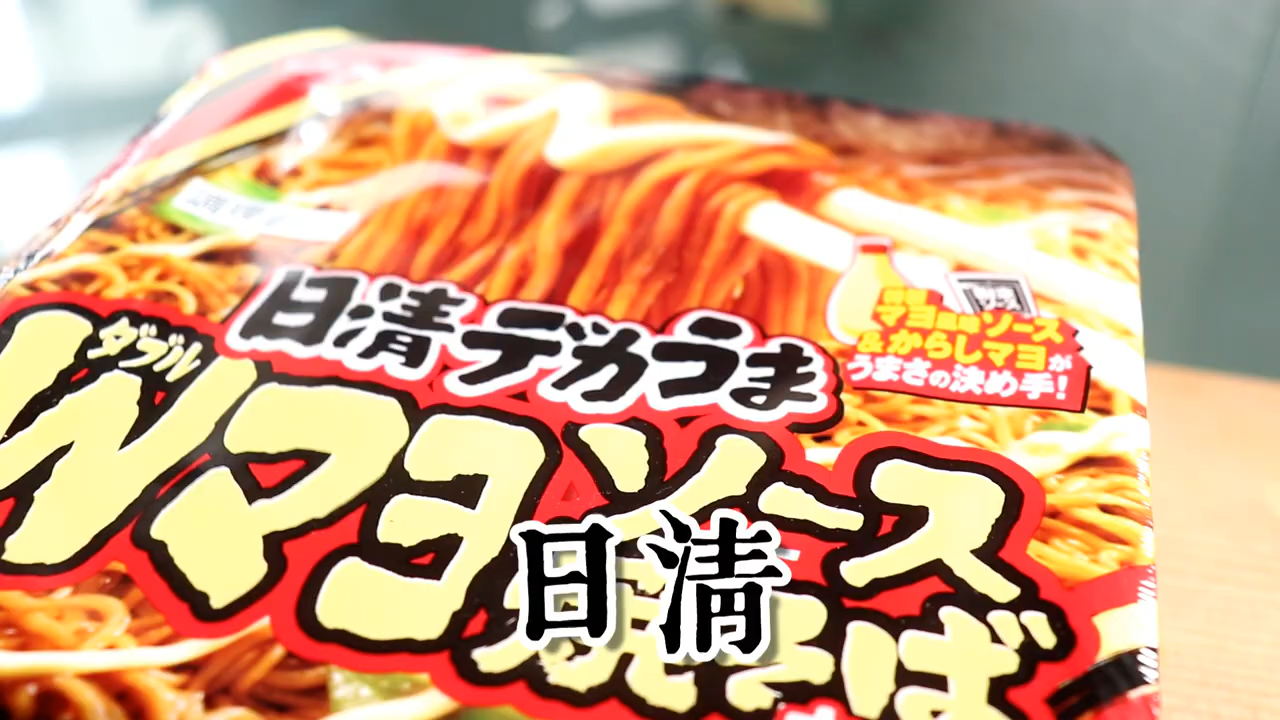 日清デカうま
ダブル
Wマヨソース
焼そば
特製
マヨ風味ソース
&からしマヨが
うまさの決め手!
日清